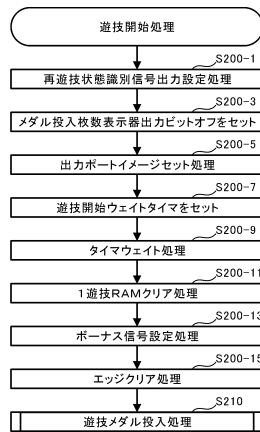 遊技開始処理
S200-1
再遊技状態識別信号出力設定処理
S200-3
メダル投入枚数表示器出力ビットオフをセット
S200-5
出力ポートイメージセット処理
S200-7
遊技開始ウェイトタイマをセット
S200-9
タイマウェイト処理
S200-11
1遊技RAMクリア処理
S200-13
ボーナス信号設定処理
S200-15
エッジクリア処理
S210
遊技メダル投入処理